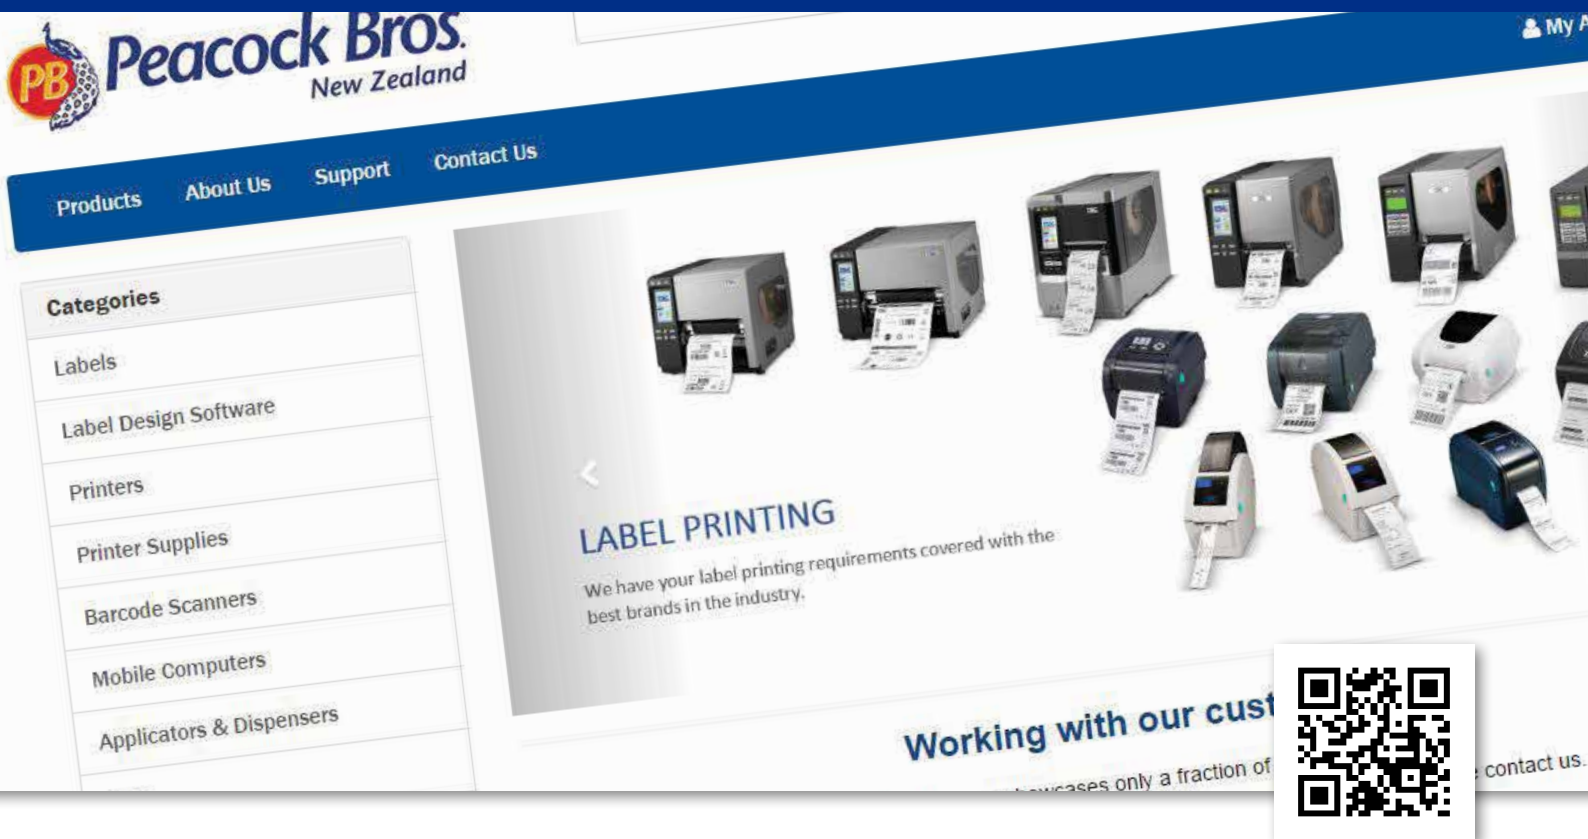 PB
Peacock Bros.
New Zealand
My A
Products About Us Support Contact Us
Categories
Labels
Label Design Software
Printers
Printer Supplies
Barcode Scanners
Mobile Computers
Applicators & Dispensers
LABEL PRINTING
We have your label printing requirements covered with the
best brands in the industry.
Working with our cust
owcases only a fraction of contact us.